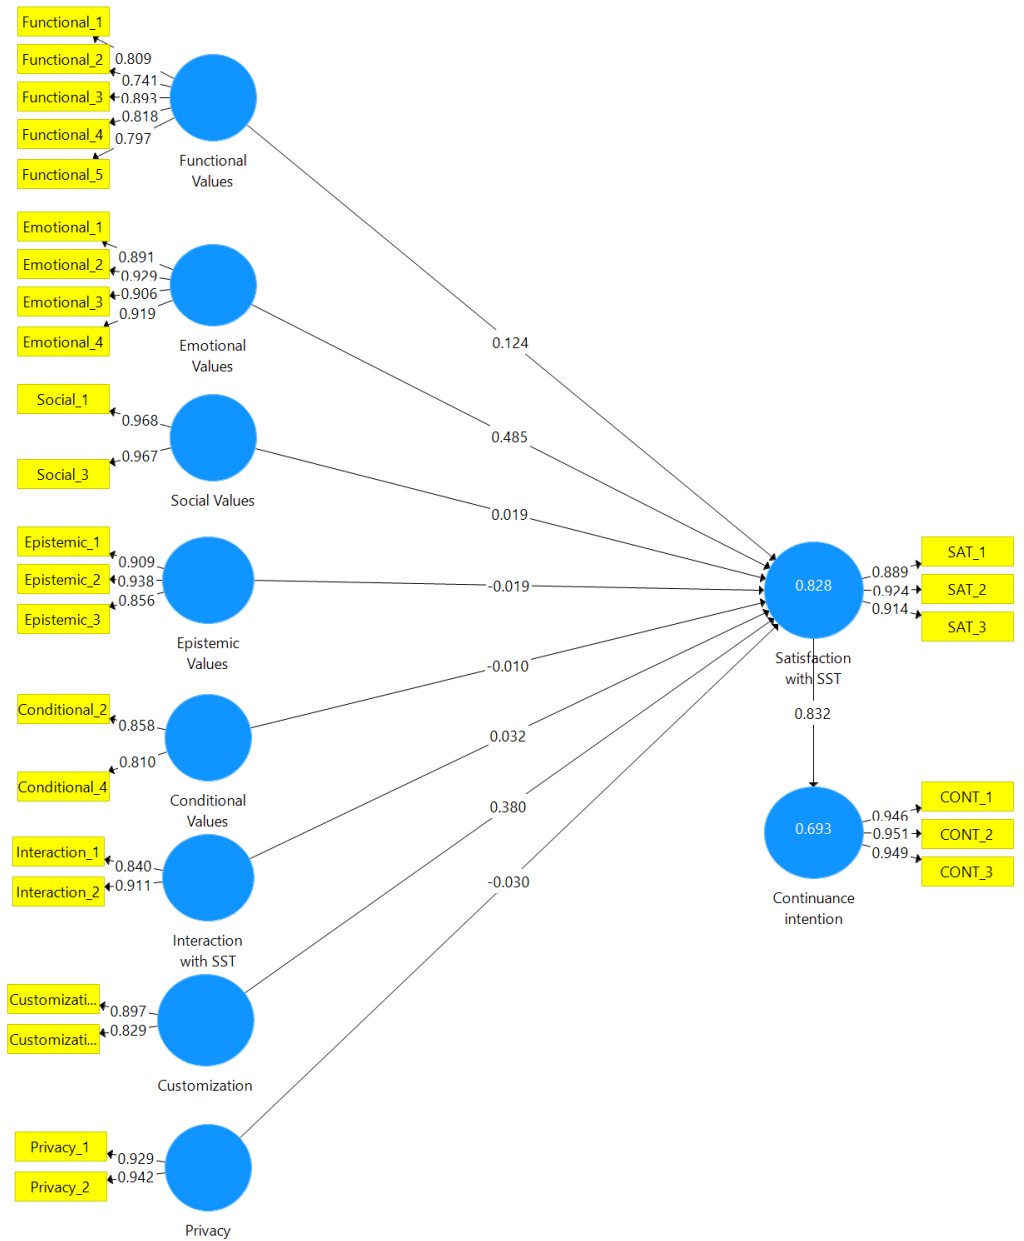 Functional_1
0.809
Functional_2
0.741
Functional_3
0.893
0.818
Functional_4
0.797
Functional_5
Functional
Values
Emotional_1
0.891
Emotional_2
0.929
Emotional_3
0.906
0.919
Emotional_4
Emotional
Values
Social_1
0.968
0.967
Social_3
Social Values
Epistemic_1
0.909
Epistemic_2
0.938
0.856
Epistemic_3
Epistemic
Values
Conditional_2
0.858
0.810
Conditional_4
Conditional
Values
Interaction_1
0.840
Interaction_2
0.911
Interaction
with SST
Customizati...
0.897
0.829
Customizati...
Customization
Privacy_1
0.929
0.942
Privacy_2
Privacy
0.124
0.485
0.019
-0.019
-0.010
0.032
0.380
-0.030
0.828
Satisfaction
with SST
0.889
SAT_1
0.924
SAT_2
0.914
SAT_3
0.832
0.693
Continuance
intention
0.946
CONT_1
0.951
CONT_2
0.949
CONT_3